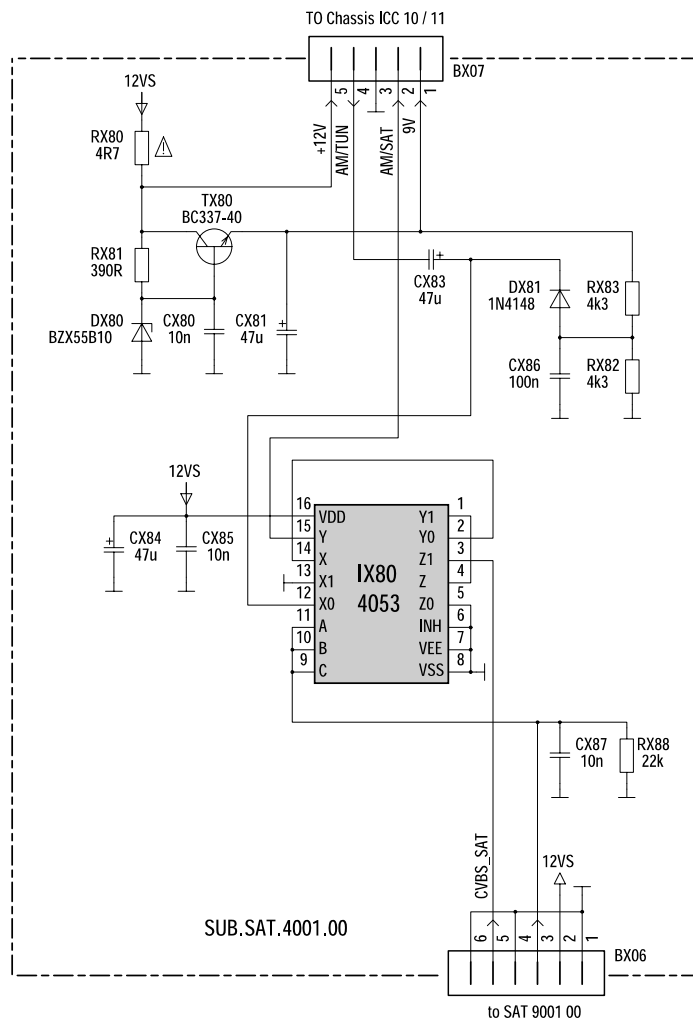 TO Chassis ICC 10 / 11
BX07
5 4 3 2 1
+12V
AM/TUN
AM/SAT
9V
12VS
RX80
4R7
TX80
BC337-40
RX81
390R
DX80
BZX55B10
CX80
10n
CX81
47u
CX83
47u
DX81
1N4148
RX83
4k3
CX86
100n
RX82
4k3
12VS
CX84
47u
CX85
10n
IX80
4053
16 VDD
15 Y
14 X
13 X1
12 X0
11 A
10 B
9 C
Y1 1
Y0 2
Z1 3
Z 4
Z0 5
INH 6
VEE 7
VSS 8
CX87
10n
RX88
22k
CVBS_SAT
12VS
6 5 4 3 2 1
SUB.SAT.4001.00
BX06
to SAT 9001 00